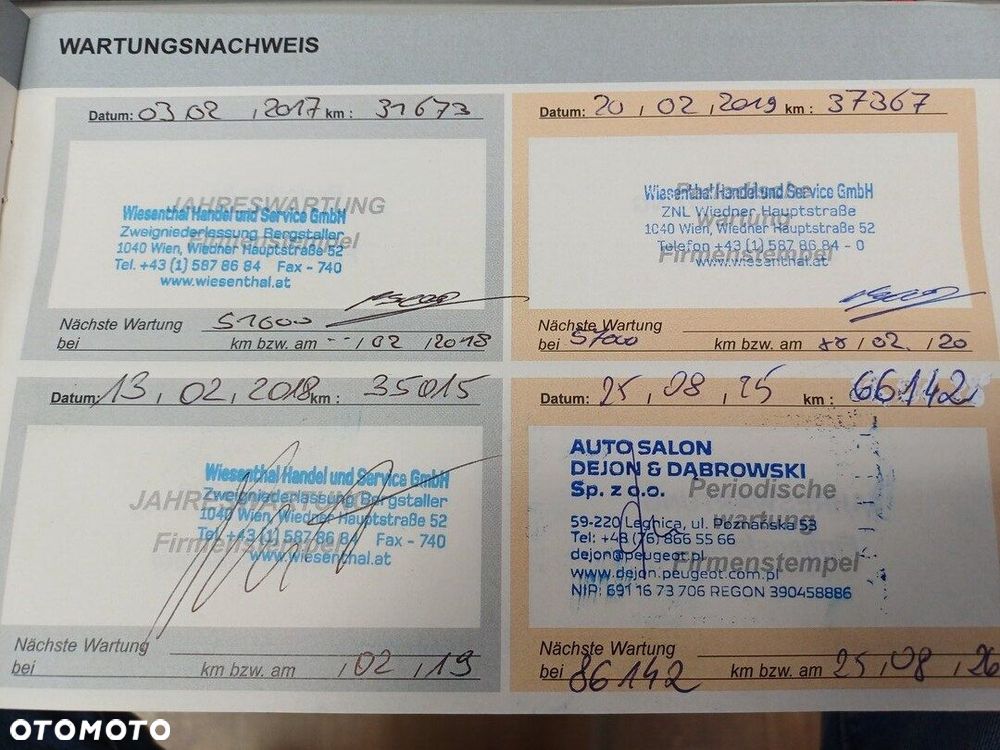 WARTUNGSNACHWEIS
Datum: 03,02,2017 km: 31673
JAHRESWARTUNG
Wiesenthal Handel und Service GmbH
Zweigniederlassung Bergstaller
Firmenstempel
1040 Wien, Wiedner Hauptstraße 52
Tel. +43 (1) 587 86 84 Fax - 740
www.wiesenthal.at
Nächste Wartung 51600
bei km bzw. am --/02/2018
Datum: 20,02,2019 km: 37367
Periodische
Wiesenthal Handel und Service GmbH
ZNL Wiedner Hauptstraße
wartung
1040 Wien, Wiedner Hauptstraße 52
Telefon +43 (1) 587 86 84 - 0
Firmenstempel
www.wiesenthal.at
Nächste Wartung
bei 57000 km bzw. am /02./20
Datum: 13,02,2018 km: 35015
Wiesenthal Handel und Service GmbH
JAHRESWARTUNG
Zweigniederlassung Bergstaller
1040 Wien, Wiedner Hauptstraße 52
Tel. +43 (1) 587 86 84 Fax - 740
Firmenstempel
www.wiesenthal.at
Nächste Wartung
bei km bzw. am /02,19
Datum: 25,08,25 km: 66142
AUTO SALON
DEJON & DĄBROWSKI
Sp. z o.o.
Periodische
wartung
59-220 Legnica, ul. Poznańska 53
Tel: +48 (76) 866 55 66
dejon@peugeot.pl
Firmenstempel
www.dejon.peugeot.com.pl
NIP: 691 16 73 706 REGON 390458886
Nächste Wartung
bei 86142 km bzw. am 25,08,26
OTOMOTO